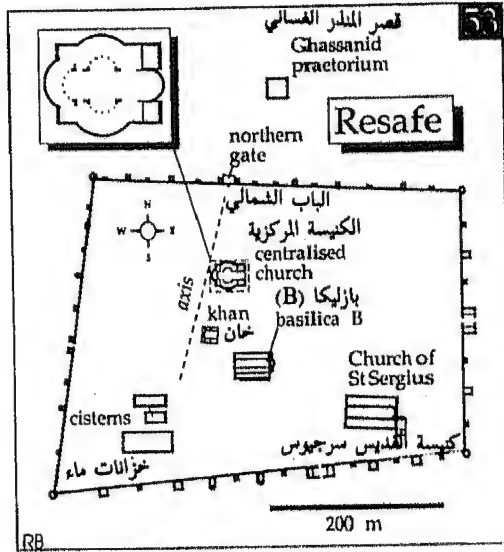 53
قصر المنذر الغساني
Ghassanid
praetorium
Resafe
northern
gate
الباب الشمالي
الكنيسة المركزية
centralised
church
N
W
S
axis
khan
خان
بازليكا (B)
basilica B
Church of
St Sergius
كنيسة القديس سرجيوس
cisterns
خزانات ماء
200 m
RB